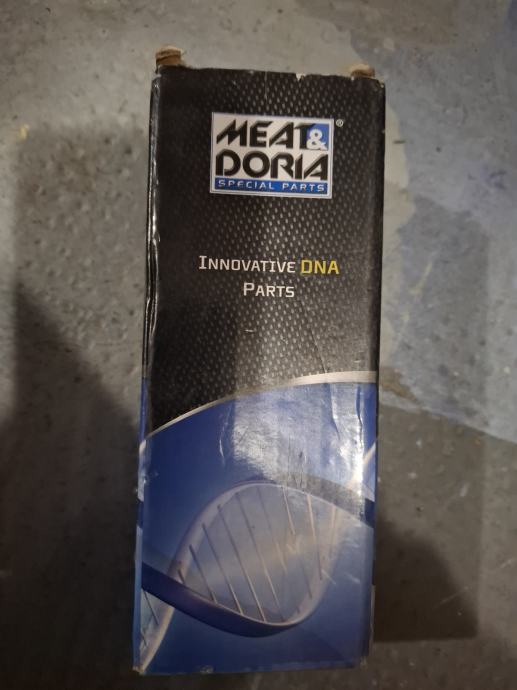 MEAT&
DORIA®
SPECIAL PARTS
INNOVATIVE DNA
PARTS